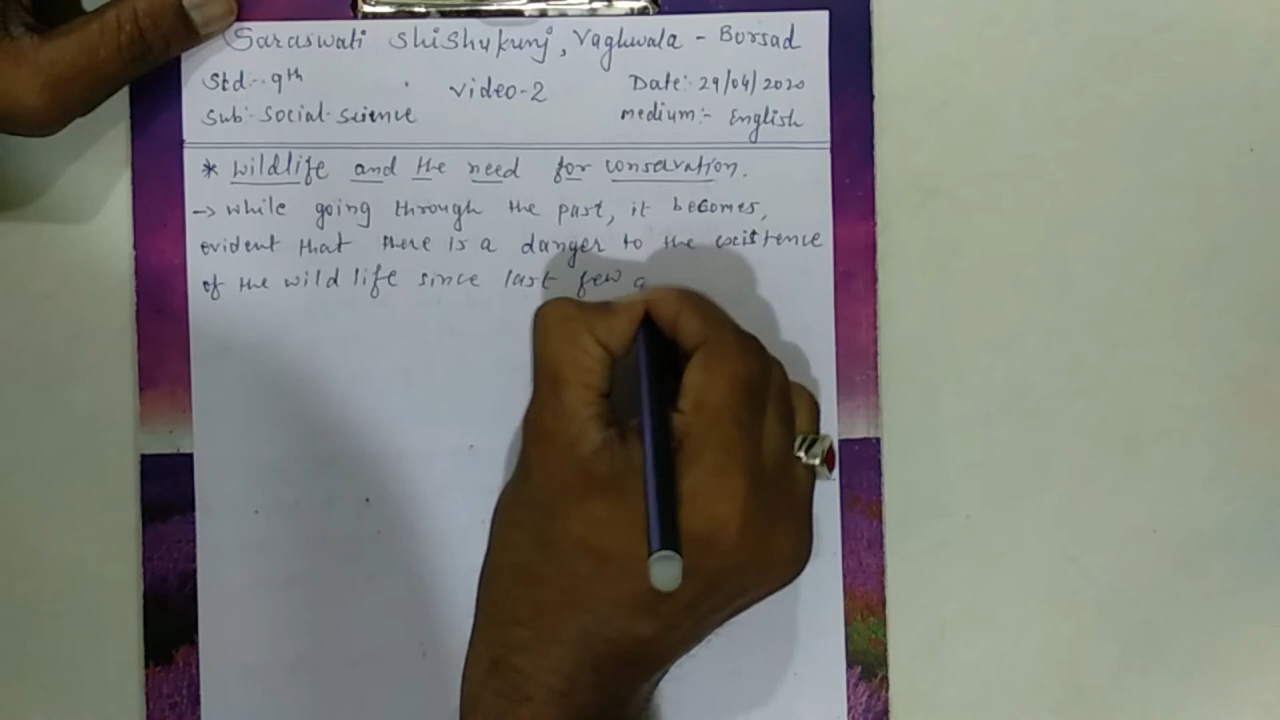 Saraswati Shishukunj, Vaghwala - Borsad
Std:- 9th
video-2
Date:- 29/04/2020
Sub:- Social Science
medium:- English
* wildlife and the need for conservation.
→ while going through the past, it becomes,
evident that there is a danger to the existence
of the wild life since last few